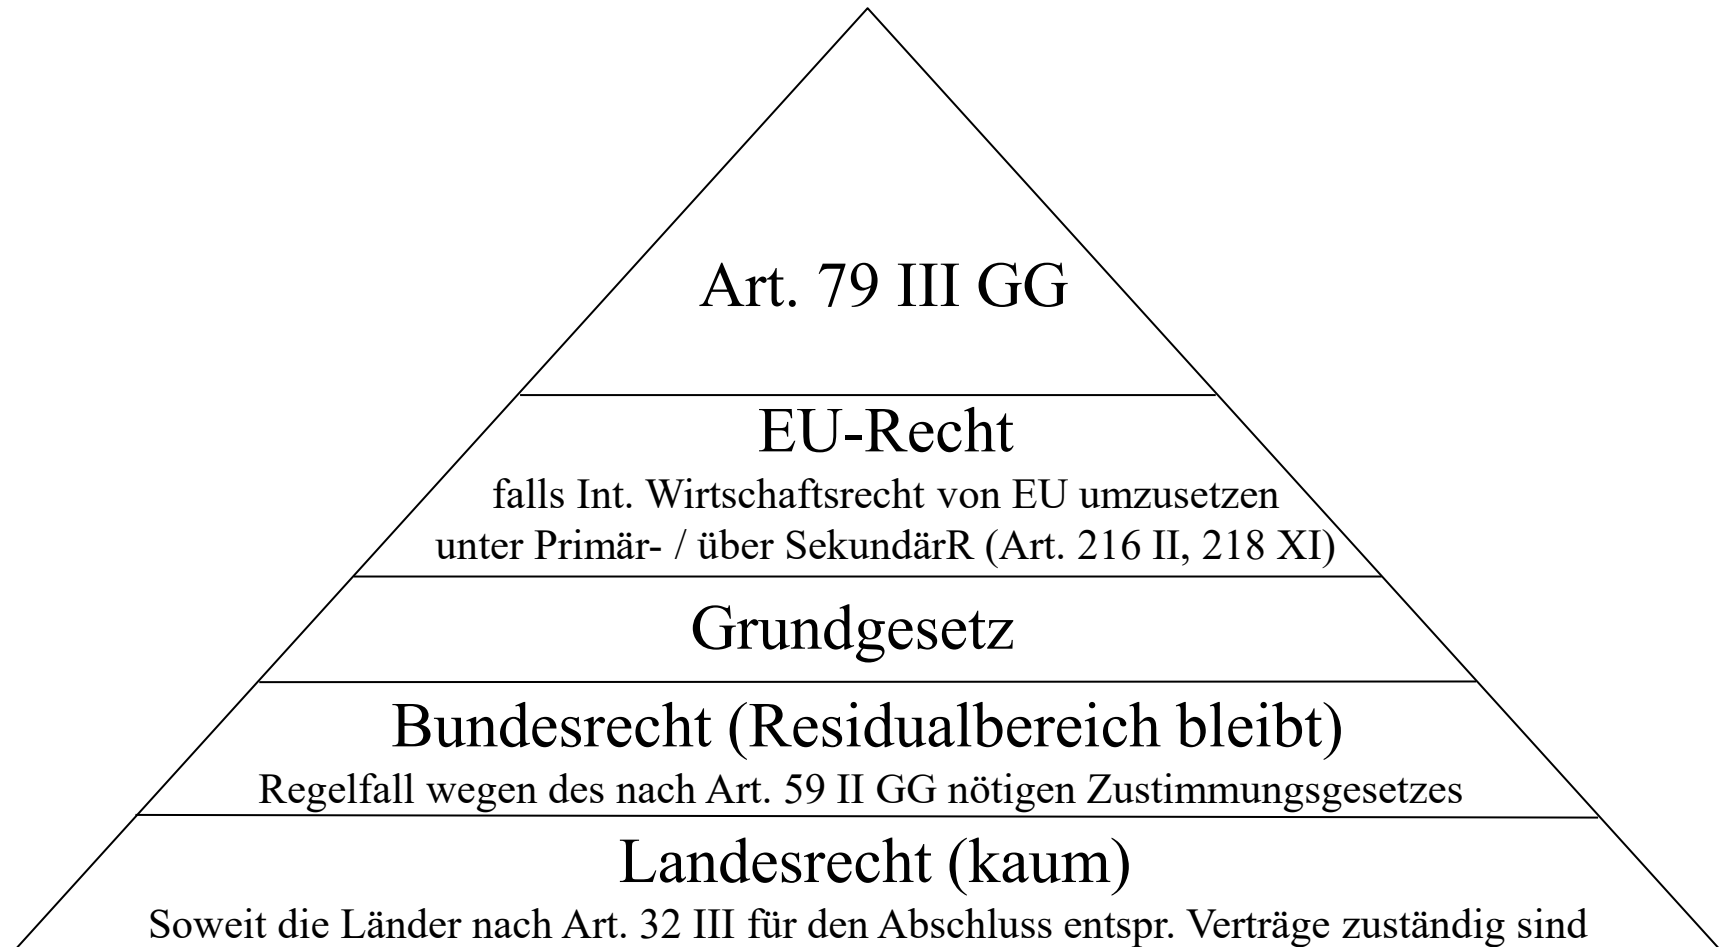 Art. 79 III GG
EU-Recht
falls Int. Wirtschaftsrecht von EU umzusetzen
unter Primär- / über SekundärR (Art. 216 II, 218 XI)
Grundgesetz
Bundesrecht (Residualbereich bleibt)
Regelfall wegen des nach Art. 59 II GG nötigen Zustimmungsgesetzes
Landesrecht (kaum)
Soweit die Länder nach Art. 32 III für den Abschluss entspr. Verträge zuständig sind